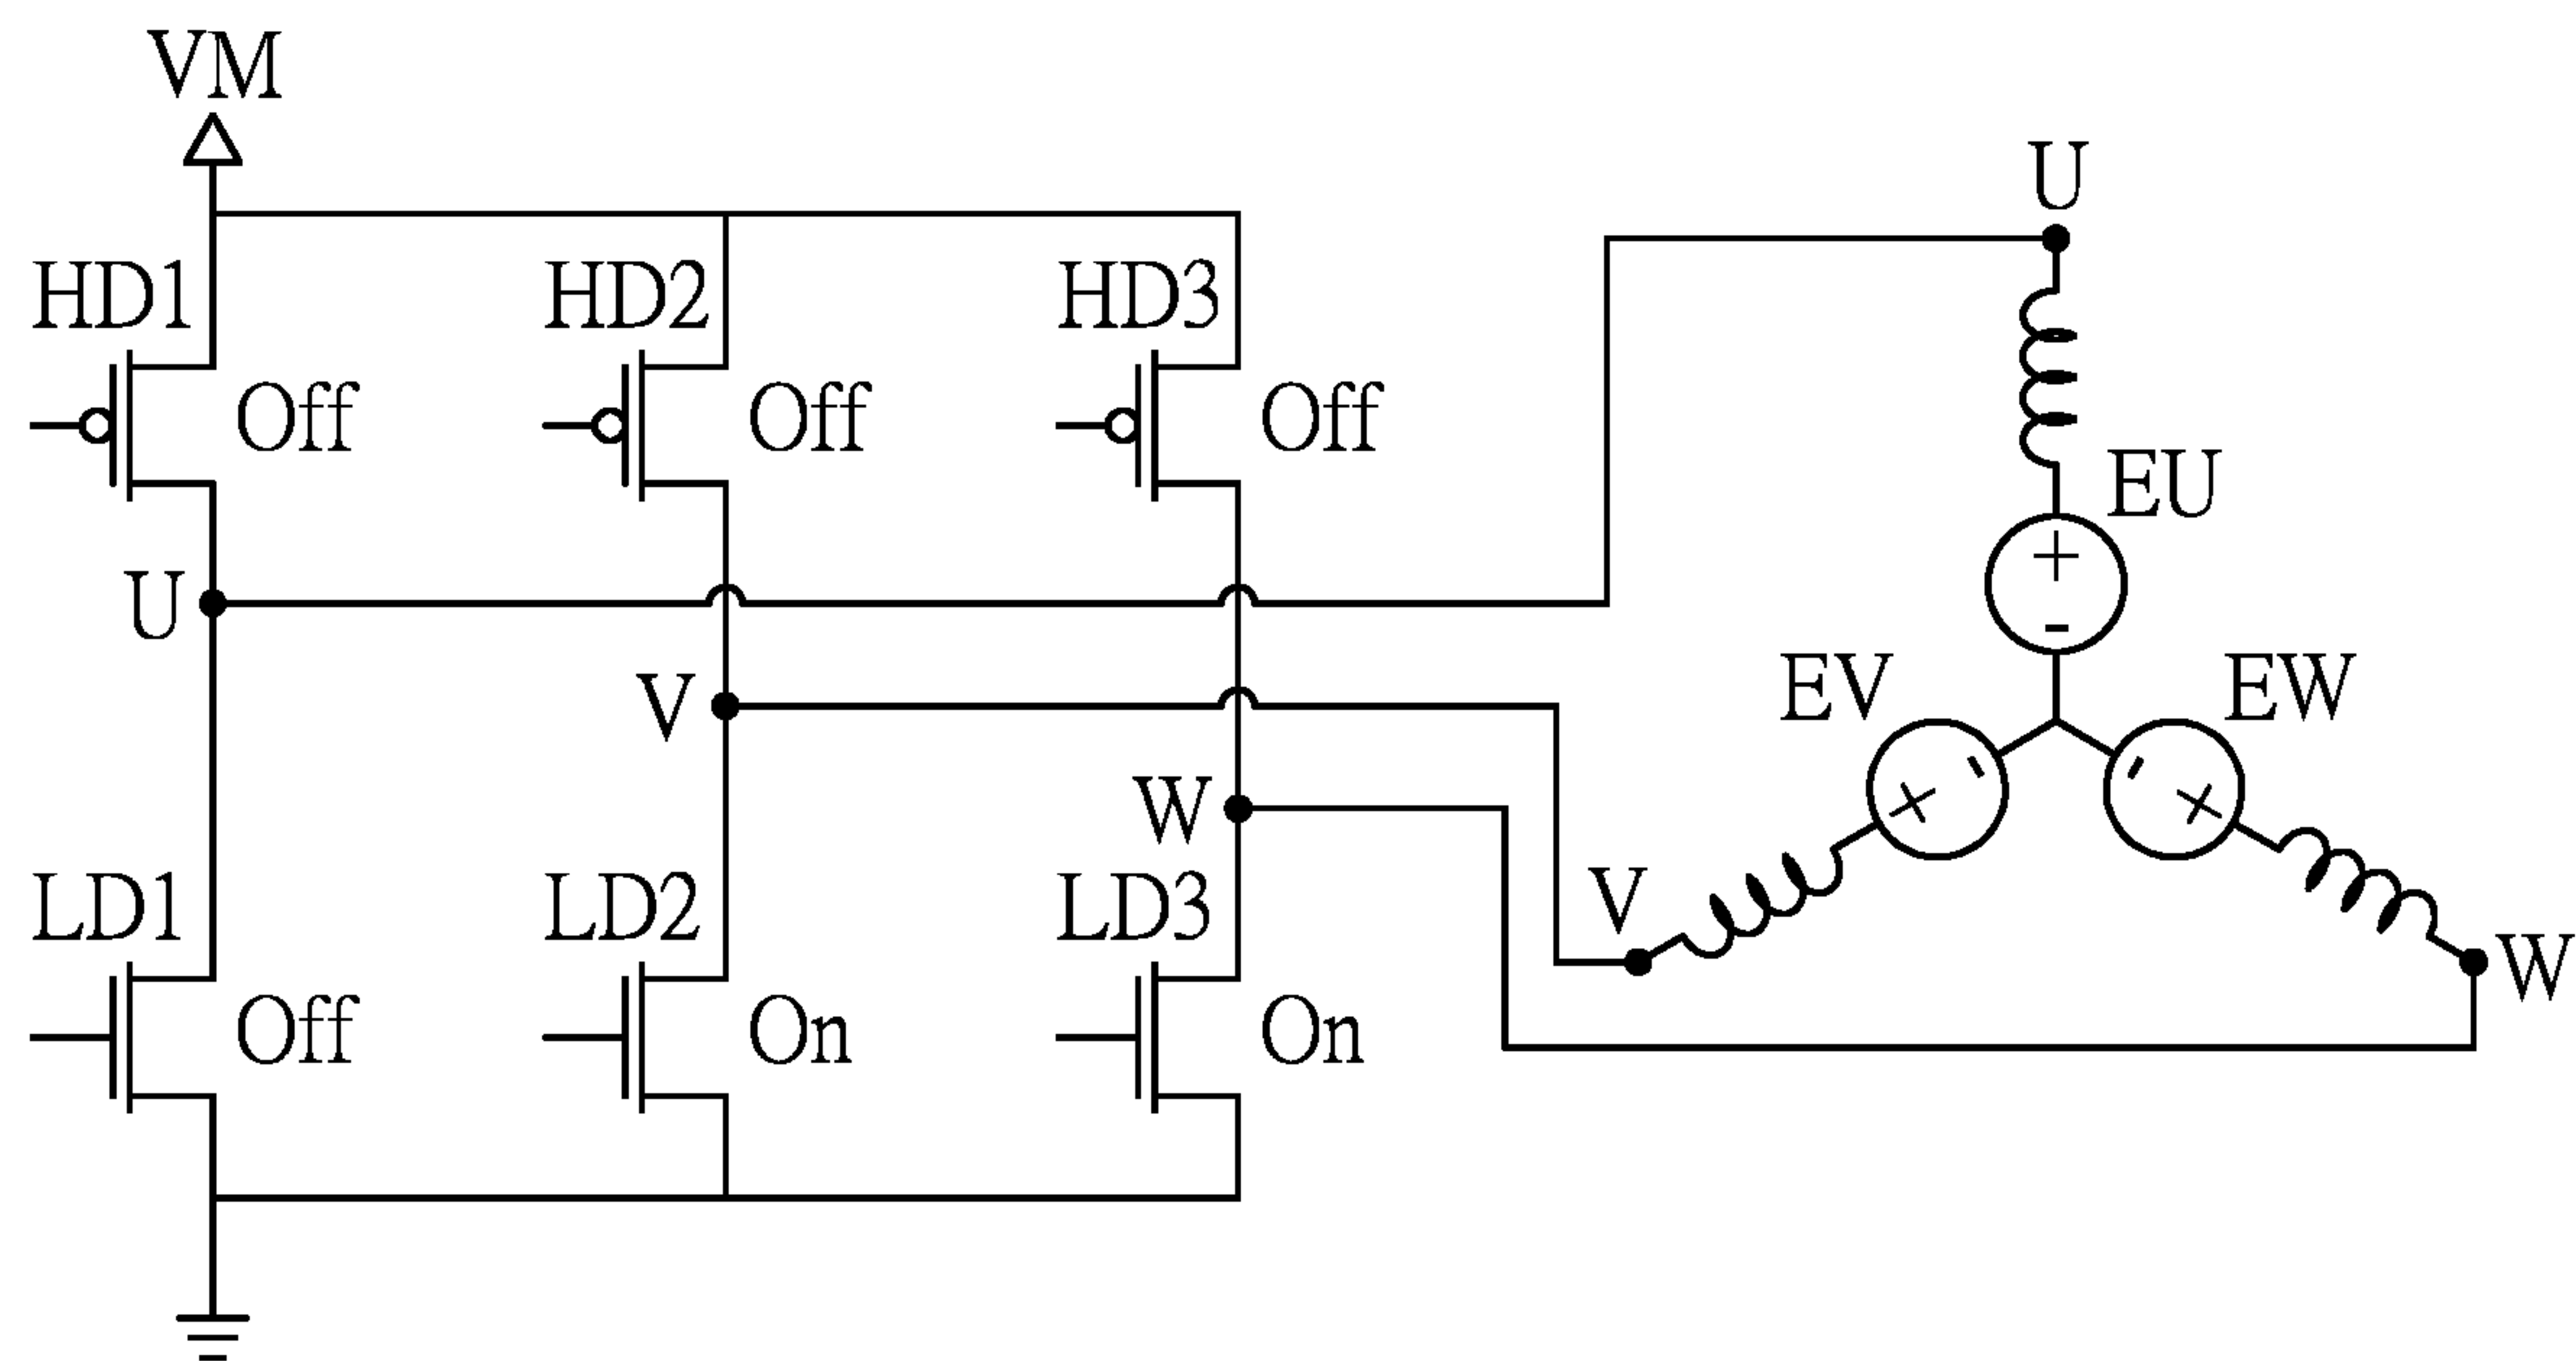 VM
U
HD1
HD2
HD3
Off
Off
Off
EU
+
-
U
EV
EW
V
-
-
+
+
W
LD1
LD2
LD3
V
W
Off
On
On